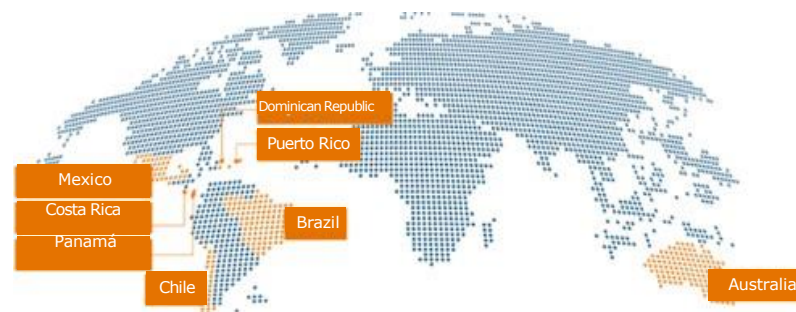 Dominican Republic
Puerto Rico
Mexico
Costa Rica
Panamá
Brazil
Chile
Australia